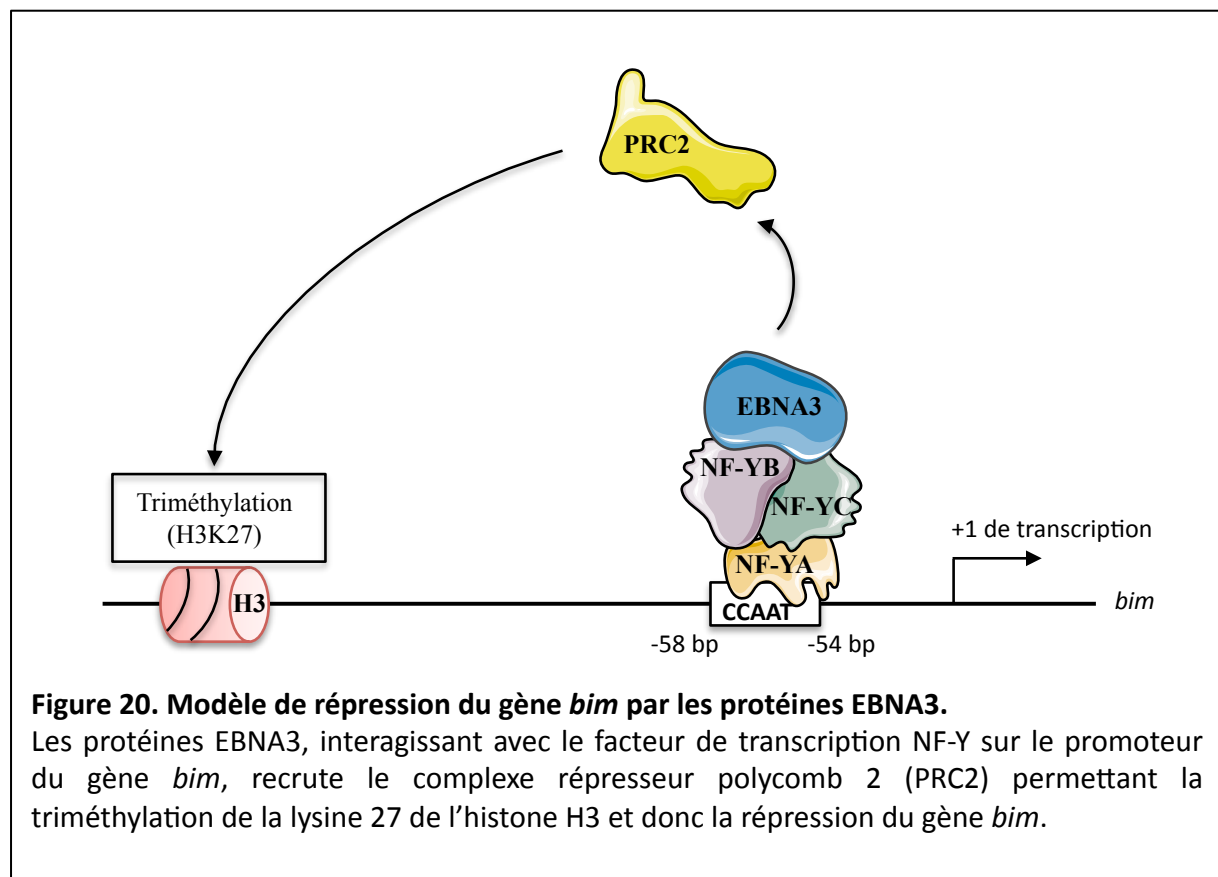 PRC2
EBNA3
NF-YB
NF-YC
Triméthylation
(H3K27)
+1 de transcription
NF-YA
H3
CCAAT
bim
-58 bp
-54 bp
Figure 20. Modèle de répression du gène bim par les protéines EBNA3.
Les protéines EBNA3, interagissant avec le facteur de transcription NF-Y sur le promoteur
du gène bim, recrute le complexe répresseur polycomb 2 (PRC2) permettant la
triméthylation de la lysine 27 de l’histone H3 et donc la répression du gène bim.